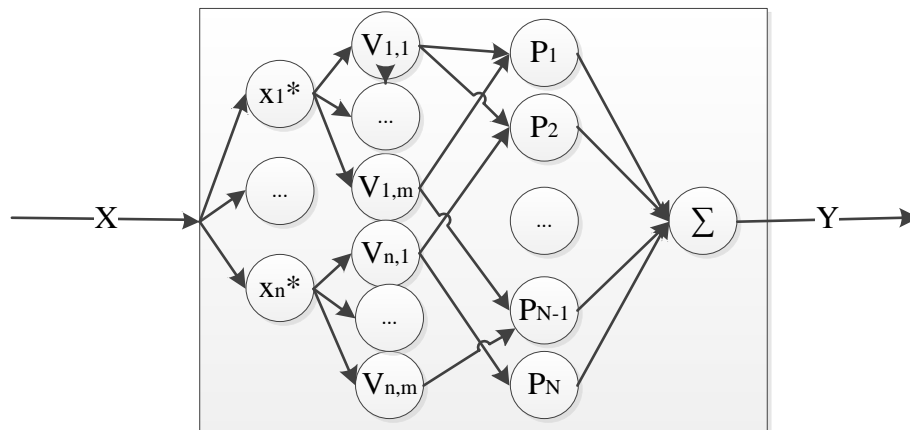 X
x1*
...
xn*
V1,1
...
V1,m
Vn,1
...
Vn,m
P1
P2
...
PN-1
PN
Σ
Y